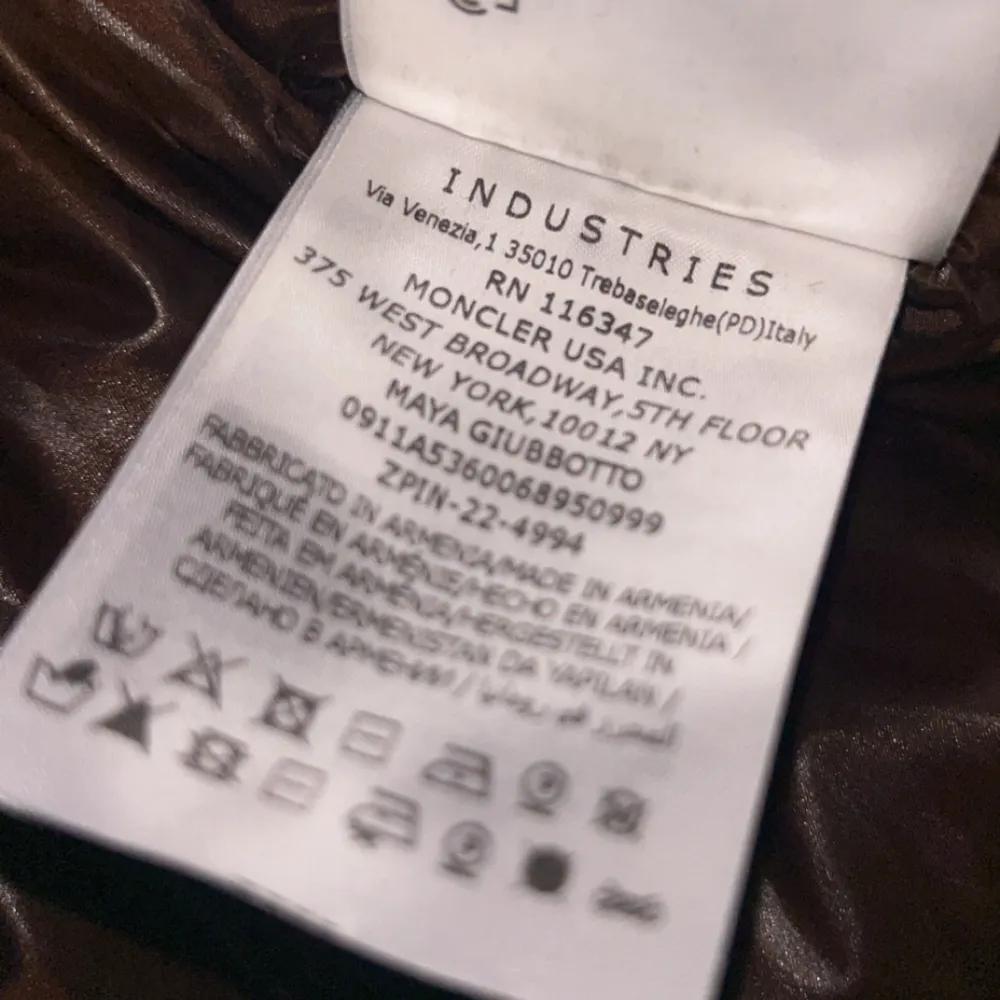 INDUSTRIES
Via Venezia,1 35010 Trebaseleghe(PD)Italy
RN 116347
MONCLER USA INC.
375 WEST BROADWAY,5TH FLOOR
NEW YORK,10012 NY
MAYA GIUBBOTTO
0911A5360068950999
ZPIN-22-4994
FABBRICATO IN ARMENIA/MADE IN ARMENIA/
FABRIQUÉ EN ARMÉNIE/HECHO EN ARMENIA /
FEITA EM ARMÊNIA/HERGESTELLT IN
ARMENIEN/ERMENISTAN DA YAPILAN /
СДЕЛАНО В АРМЕНИИ /